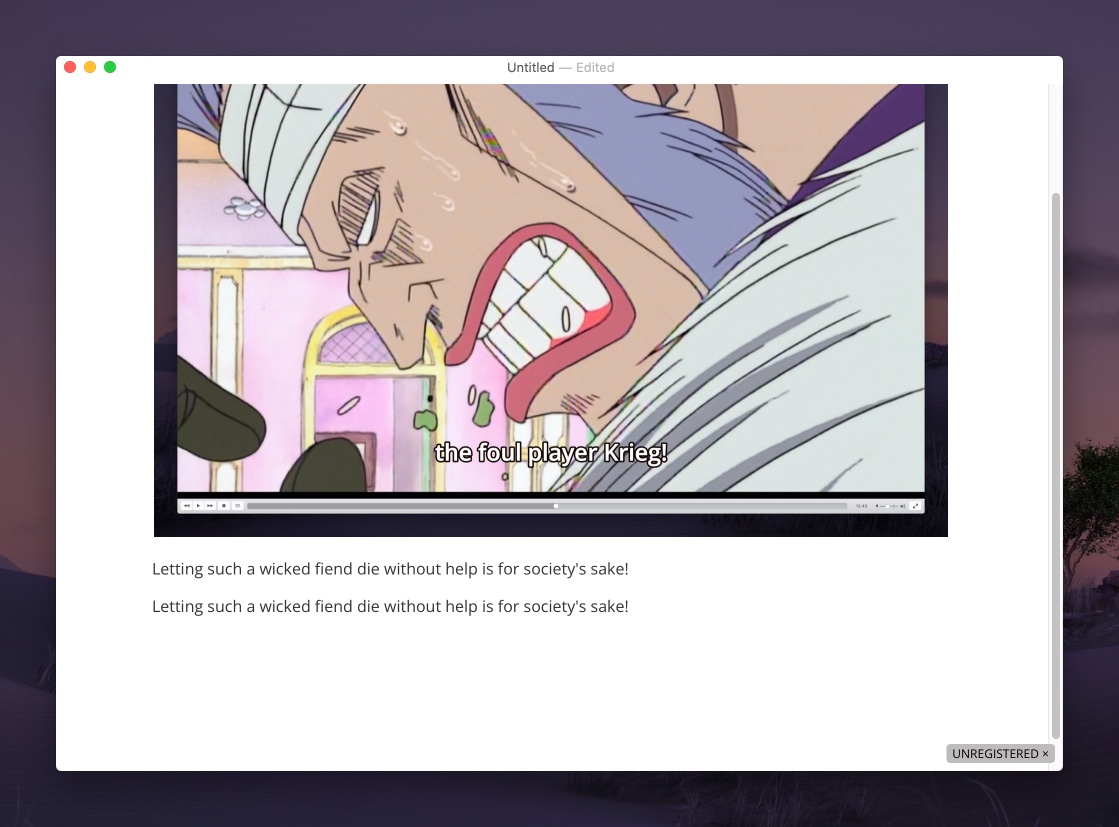 Untitled — Edited
the foul player Krieg!
Letting such a wicked fiend die without help is for society's sake!
Letting such a wicked fiend die without help is for society's sake!
UNREGISTERED ×